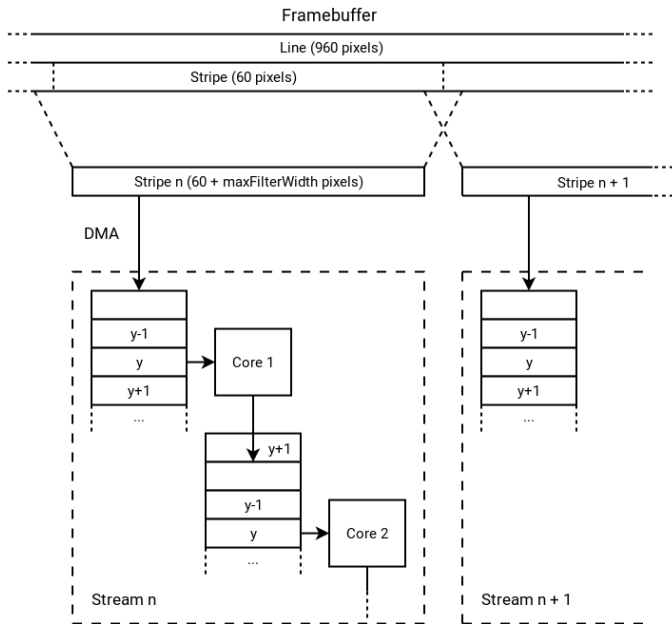 Framebuffer
Line (960 pixels)
Stripe (60 pixels)
Stripe n (60 + maxFilterWidth pixels)
Stripe n + 1
DMA
y-1
y
y+1
...
Core 1
y+1
y-1
y
...
Core 2
Stream n
y-1
y
y+1
...
Stream n + 1